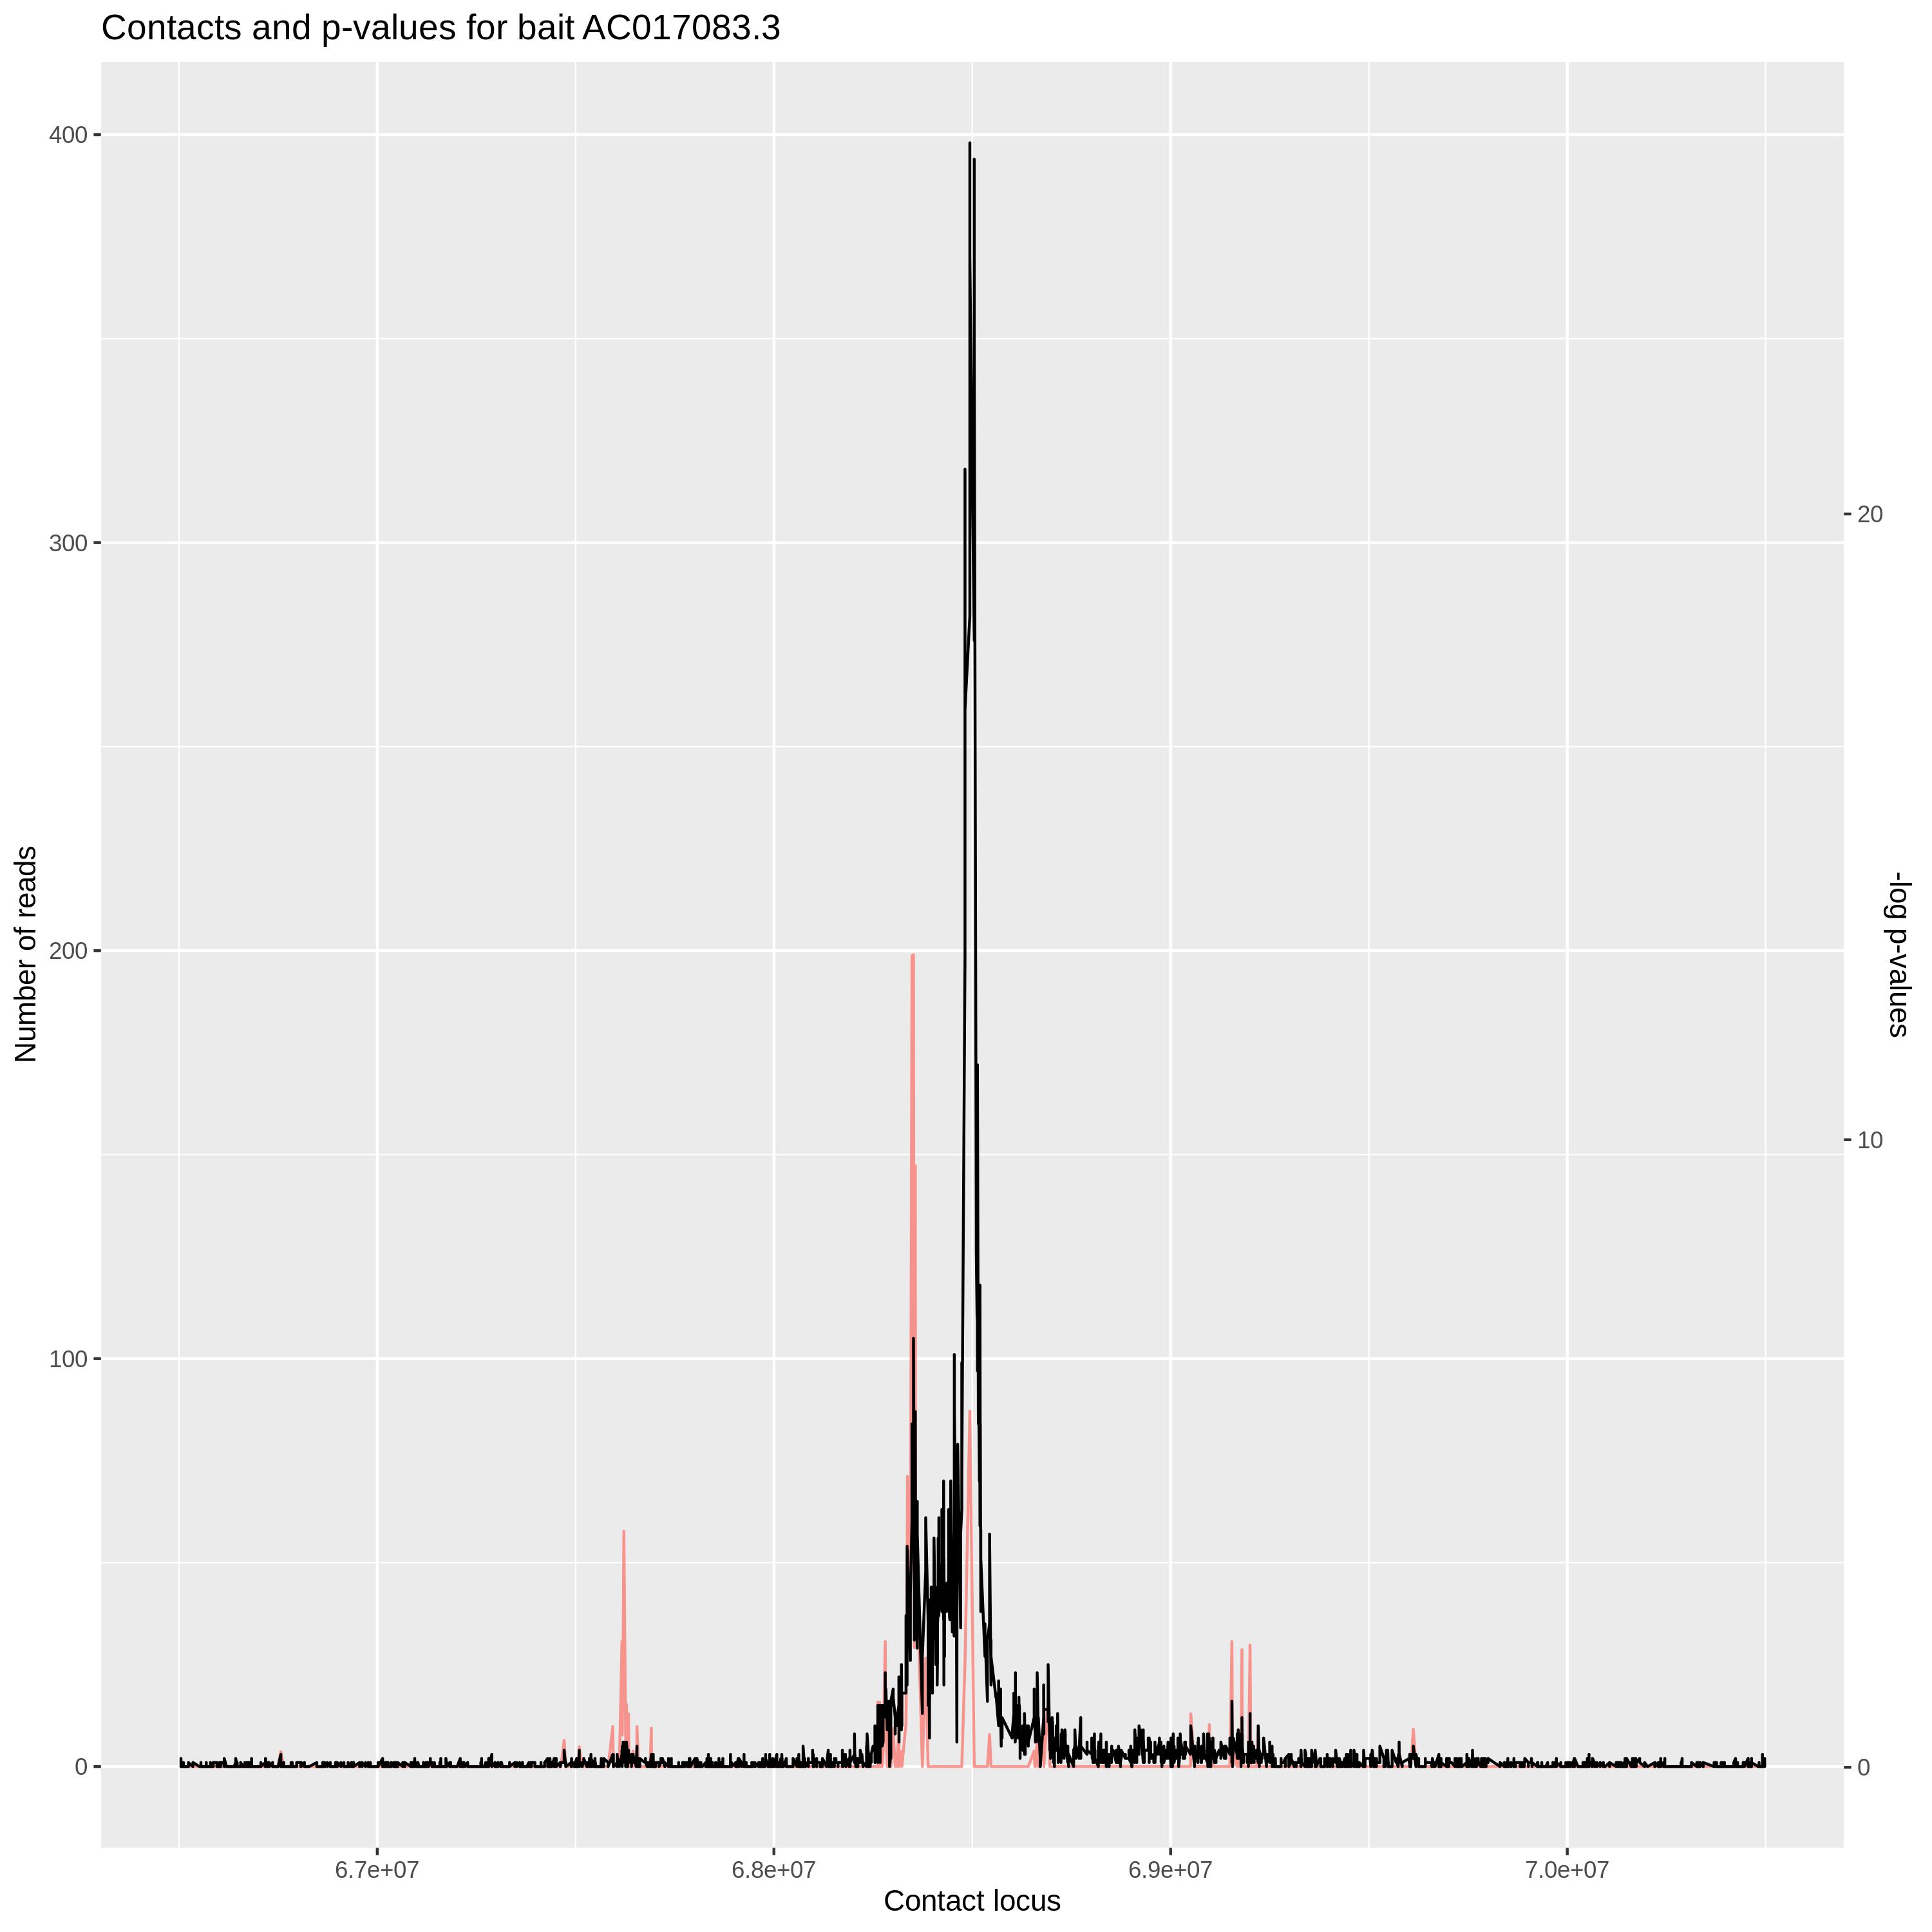 Contacts and p-values for bait AC017083.3
400
300
200
100
0
Number of reads
20
10
0
-log p-values
6.7e+07
6.8e+07
6.9e+07
7.0e+07
Contact locus